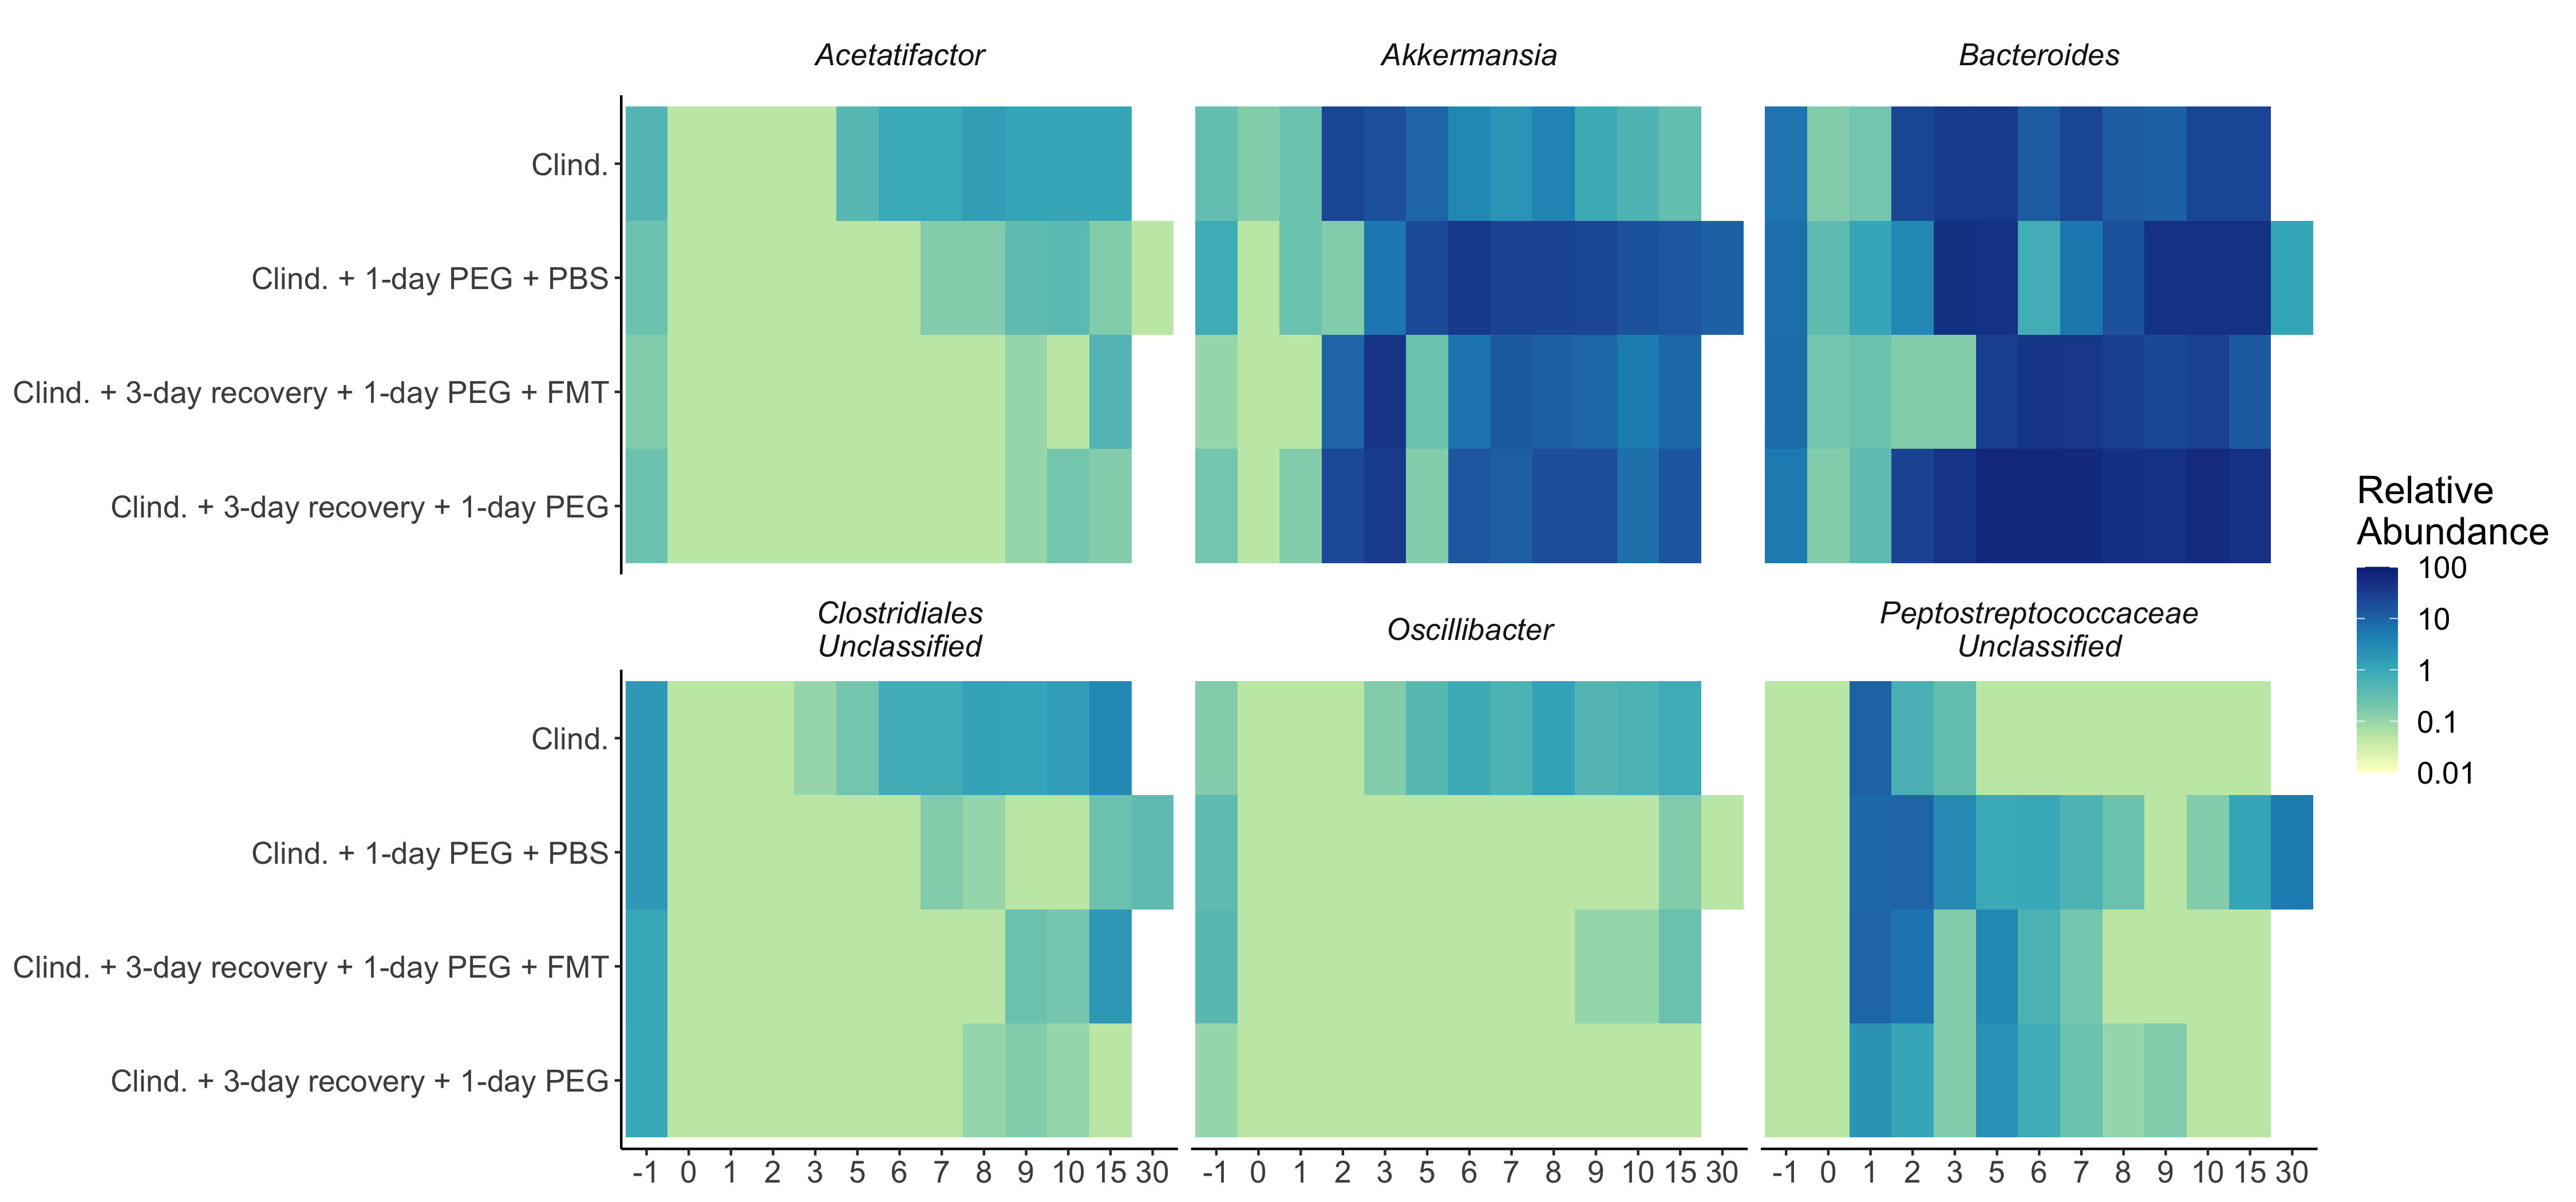 Acetatifactor
Akkermansia
Bacteroides
Clind.
Clind. + 1-day PEG + PBS
Clind. + 3-day recovery + 1-day PEG + FMT
Clind. + 3-day recovery + 1-day PEG
Clostridiales
Unclassified
Oscillibacter
Peptostreptococcaceae
Unclassified
Clind.
Clind. + 1-day PEG + PBS
Clind. + 3-day recovery + 1-day PEG + FMT
Clind. + 3-day recovery + 1-day PEG
-1 0 1 2 3 5 6 7 8 9 10 15 30
-1 0 1 2 3 5 6 7 8 9 10 15 30
-1 0 1 2 3 5 6 7 8 9 10 15 30
Relative
Abundance
100
10
1
0.1
0.01